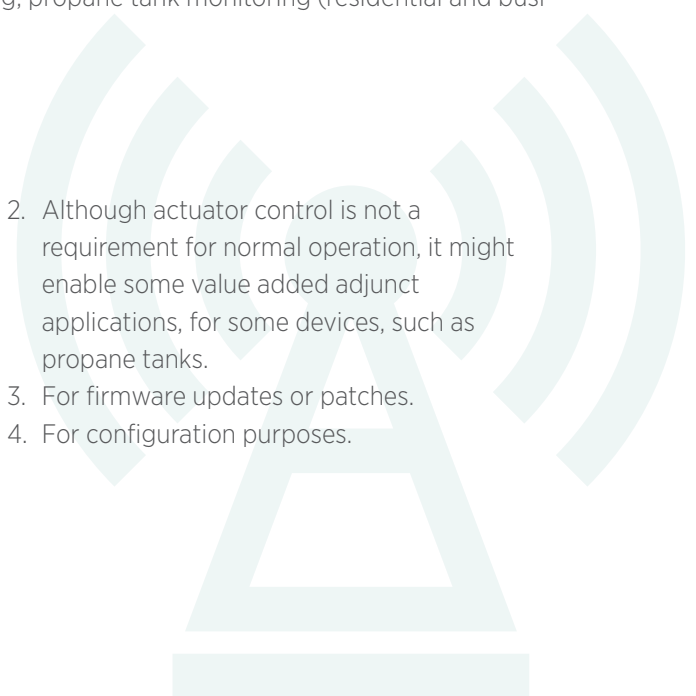 propane tank monitoring (residential and busi
2. Although actuator control is not a
requirement for normal operation, it might
enable some value added adjunct
applications, for some devices, such as
propane tanks.
3. For firmware updates or patches.
4. For configuration purposes.